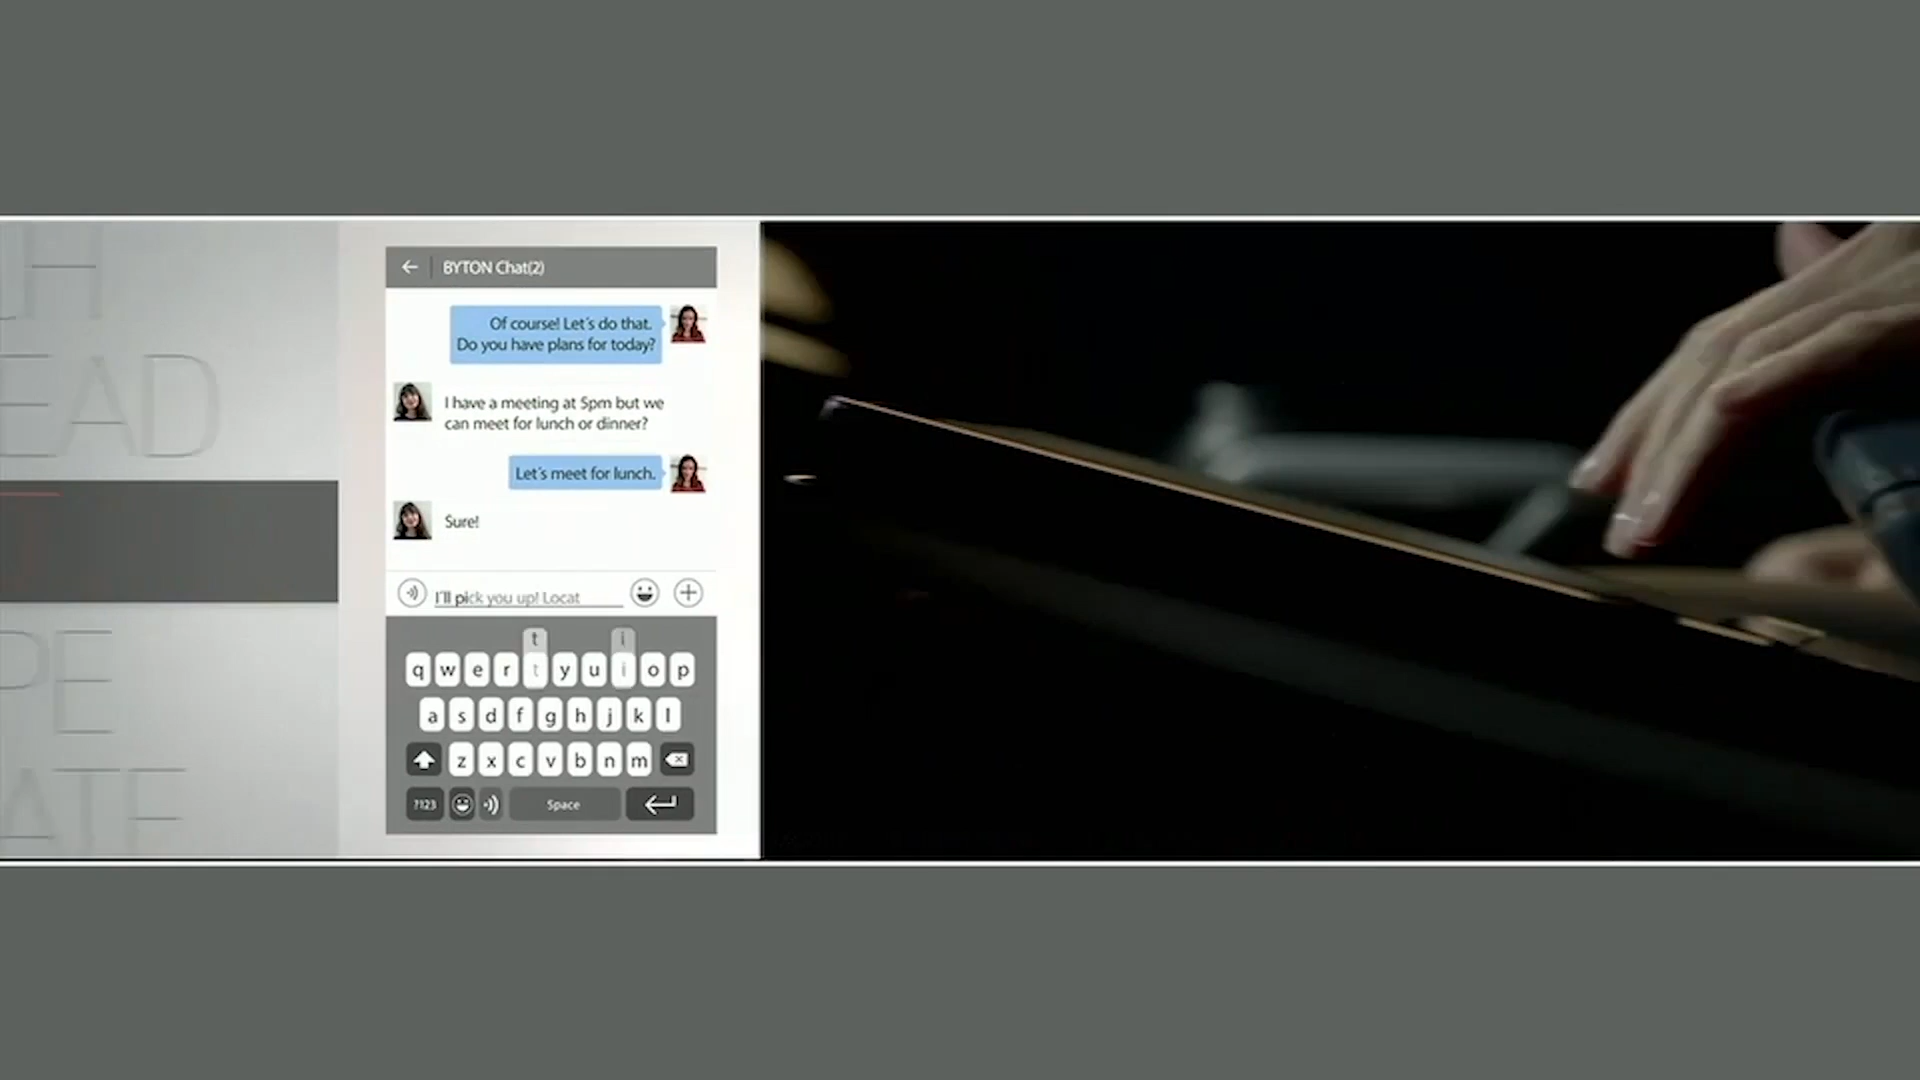 BYTON Chat(2)
Of course! Let's do that.
Do you have plans for today?
I have a meeting at 5pm but we
can meet for lunch or dinner?
Let's meet for lunch.
Sure!
I'll pick you up! Locat
t i
q w e r t y u i o p
a s d f g h j k l
z x c v b n m
?123 Space
EAD